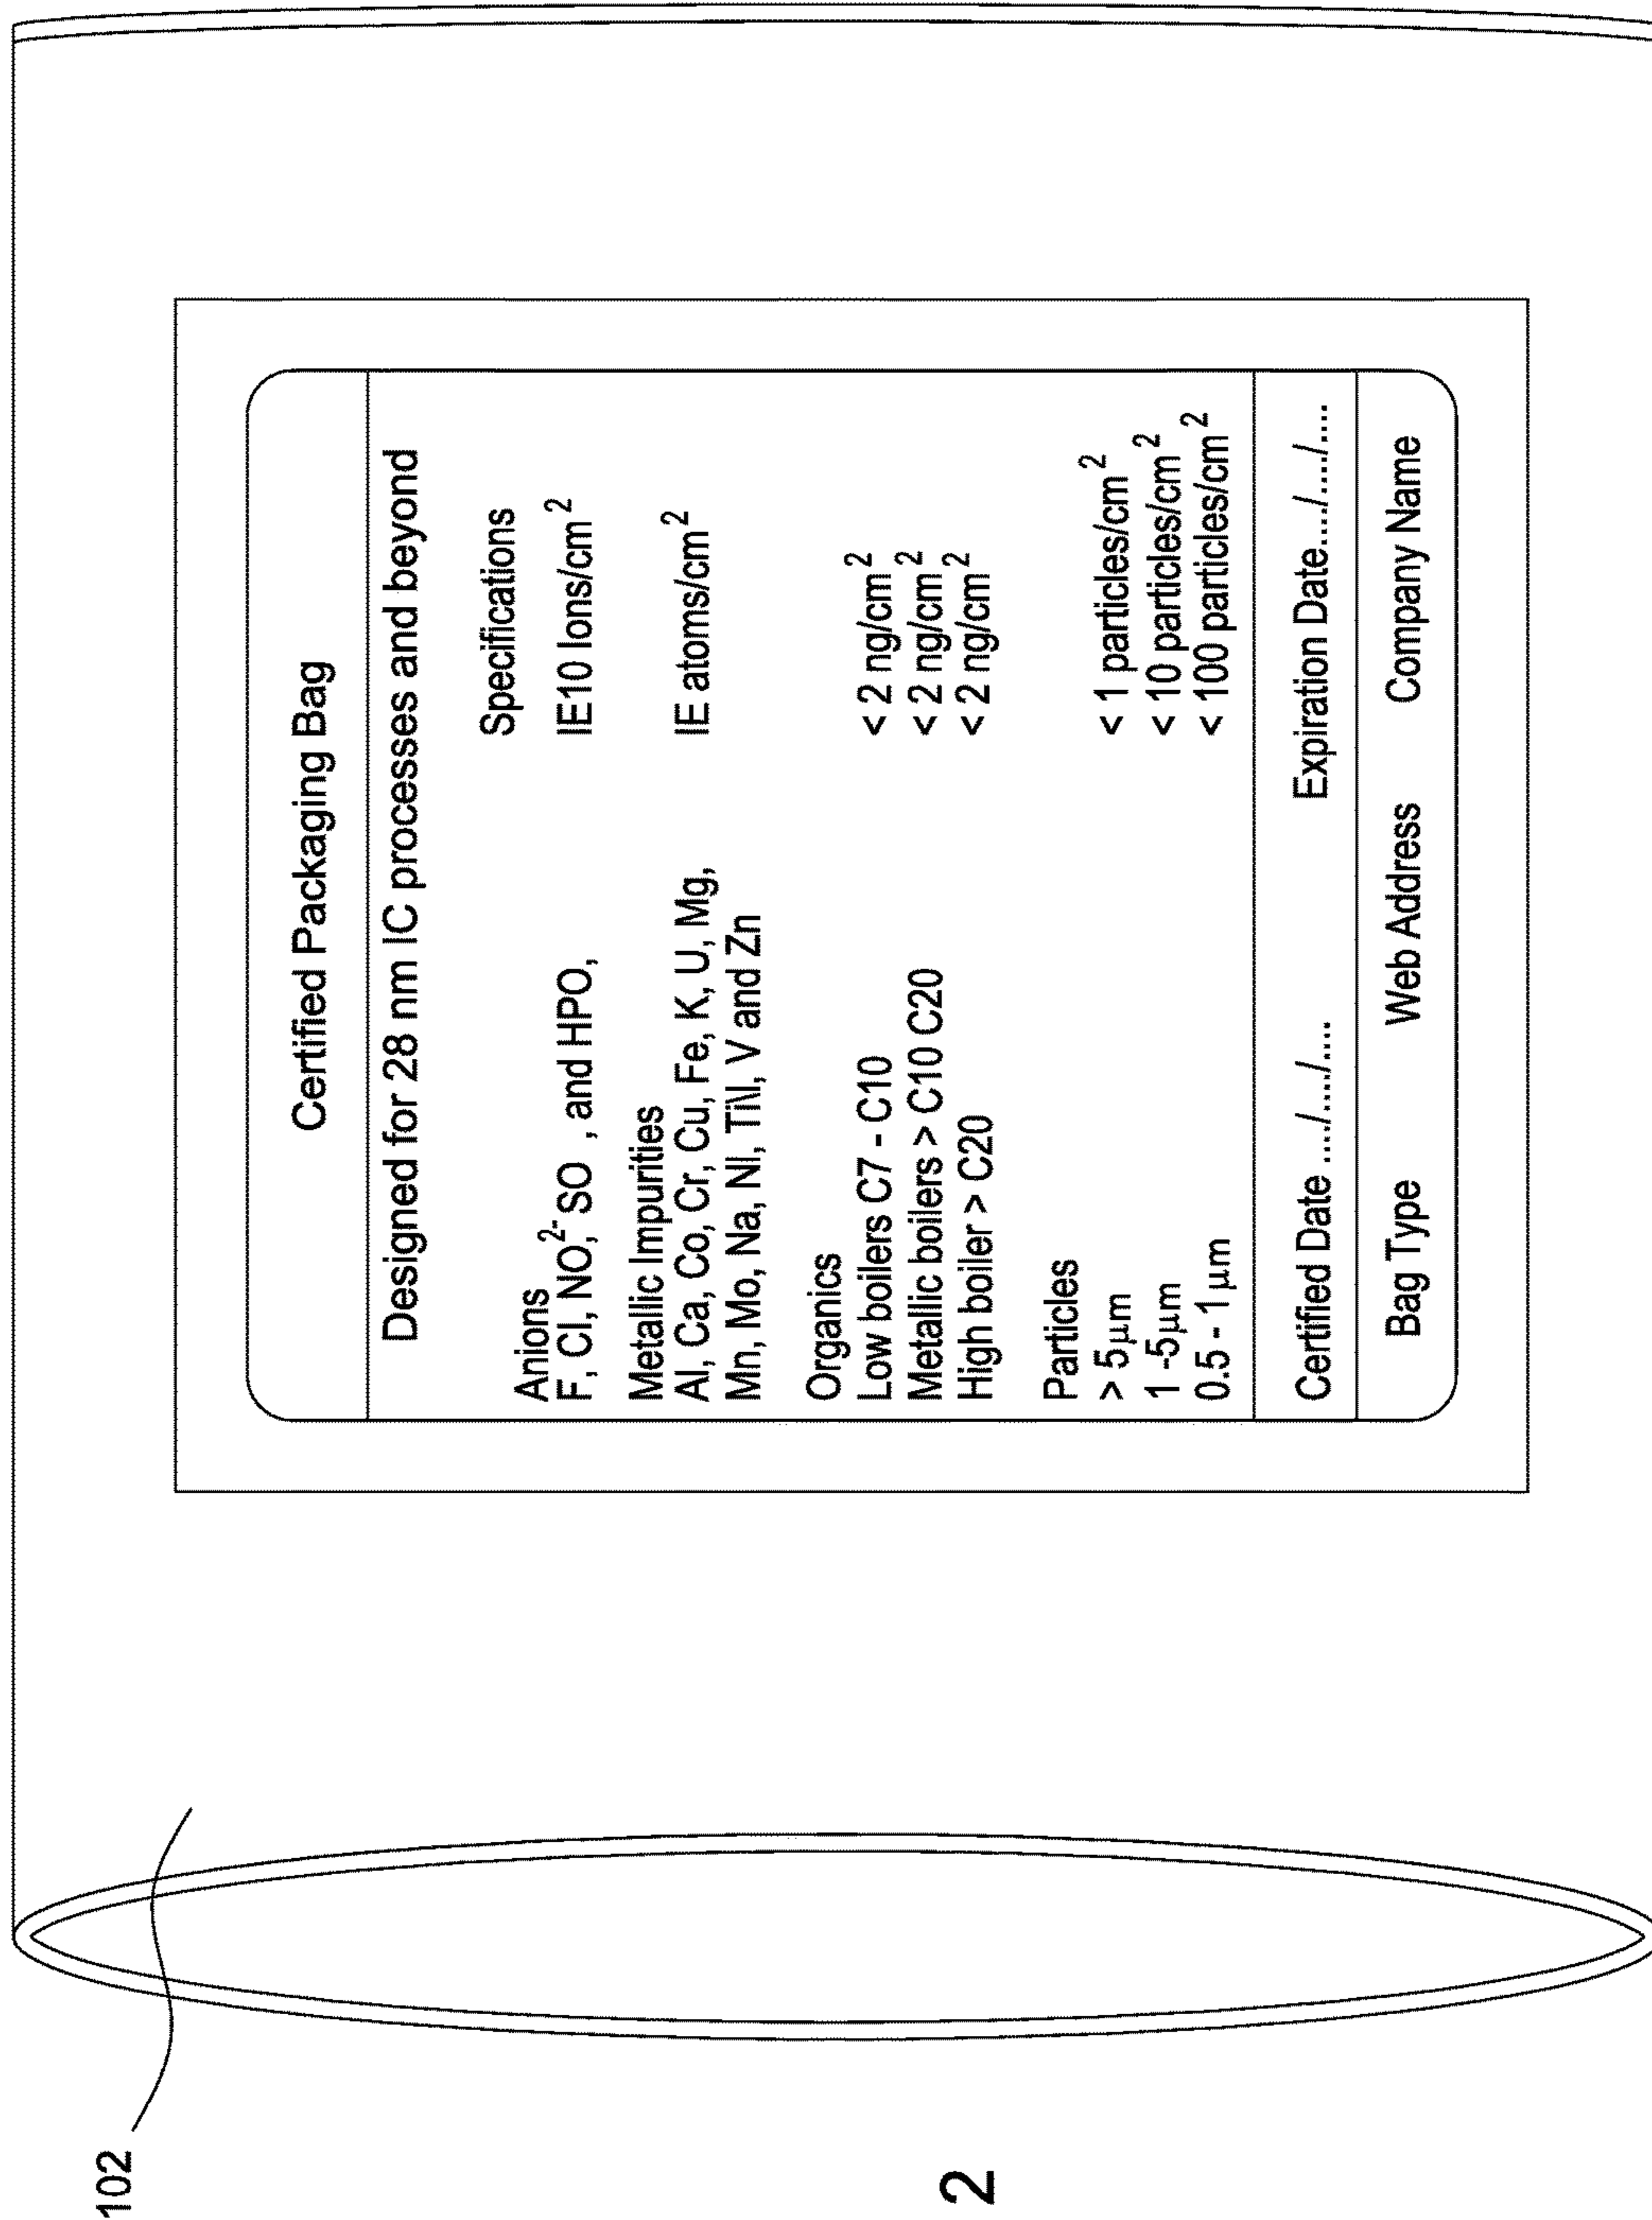 102
Certified Packaging Bag
Designed for 28 nm IC processes and beyond
Specifications
Anions
F, Cl, NO,²⁻ SO , and HPO, IE10 Ions/cm²
Metallic Impurities
Al, Ca, Co, Cr, Cu, Fe, K, U, Mg, IE atoms/cm²
Mn, Mo, Na, NI, Ti\I, V and Zn
Organics
Low boilers C7 - C10 < 2 ng/cm²
Metallic boilers > C10 C20 < 2 ng/cm²
High boiler > C20 < 2 ng/cm²
Particles
> 5μm < 1 particles/cm²
1 -5μm < 10 particles/cm²
0.5 - 1μm < 100 particles/cm²
Certified Date ..../..../.... Expiration Date..../..../....
Bag Type Web Address Company Name
2